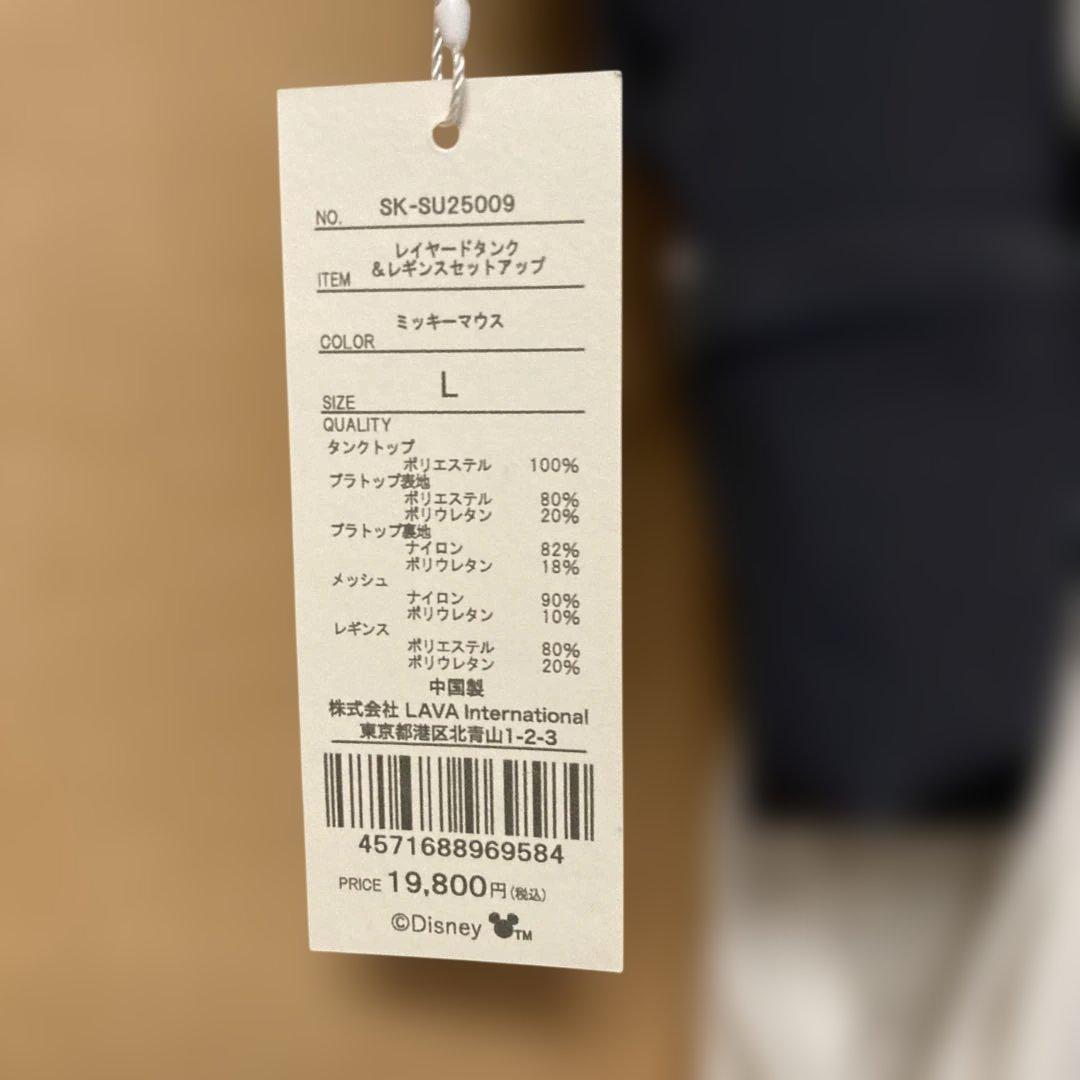 NO. SK-SU25009
レイヤードタンク
ITEM &レギンスセットアップ
ミッキーマウス
COLOR
L
SIZE
QUALITY
タンクトップ
ポリエステル 100%
ブラトップ表地
ポリエステル 80%
ポリウレタン 20%
ブラトップ裏地
ナイロン 82%
ポリウレタン 18%
メッシュ
ナイロン 90%
ポリウレタン 10%
レギンス
ポリエステル 80%
ポリウレタン 20%
中国製
株式会社 LAVA International
東京都港区北青山1-2-3
4571688969584
PRICE 19,800円(税込)
©Disney TM